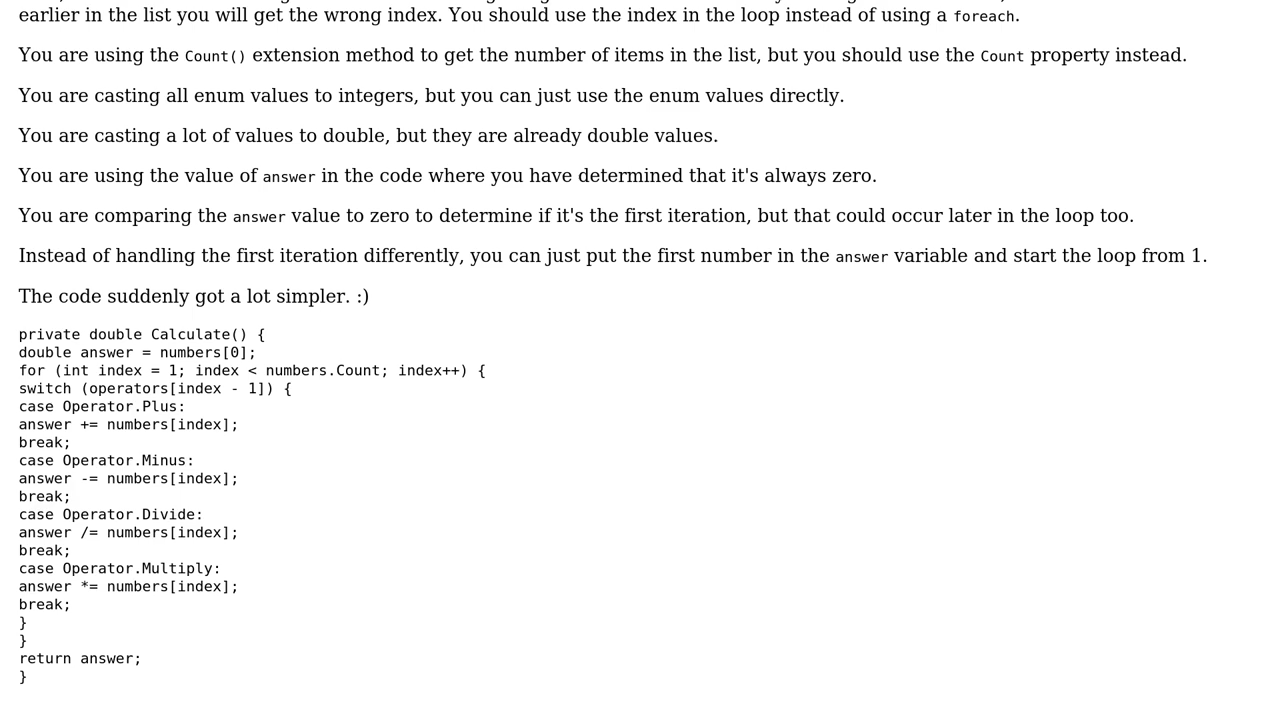 earlier in the list you will get the wrong index. You should use the index in the loop instead of using a foreach.
You are using the Count() extension method to get the number of items in the list, but you should use the Count property instead.
You are casting all enum values to integers, but you can just use the enum values directly.
You are casting a lot of values to double, but they are already double values.
You are using the value of answer in the code where you have determined that it's always zero.
You are comparing the answer value to zero to determine if it's the first iteration, but that could occur later in the loop too.
Instead of handling the first iteration differently, you can just put the first number in the answer variable and start the loop from 1.
The code suddenly got a lot simpler. :)
private double Calculate() {
double answer = numbers[0];
for (int index = 1; index < numbers.Count; index++) {
switch (operators[index - 1]) {
case Operator.Plus:
answer += numbers[index];
break;
case Operator.Minus:
answer -= numbers[index];
break;
case Operator.Divide:
answer /= numbers[index];
break;
case Operator.Multiply:
answer *= numbers[index];
break;
}
}
return answer;
}